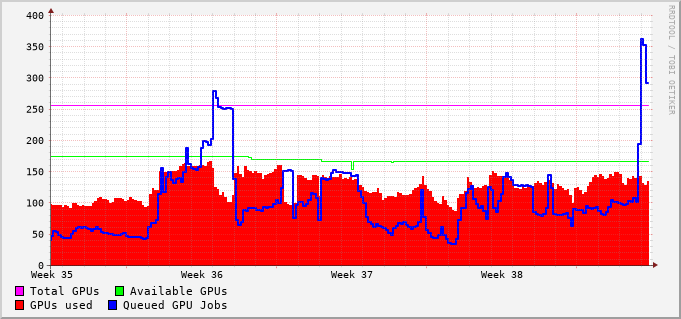 400
350
300
250
200
150
100
50
0
Week 35 Week 36 Week 37 Week 38
Total GPUs Available GPUs
GPUs used Queued GPU Jobs
RRDTOOL / TOBI OETIKER